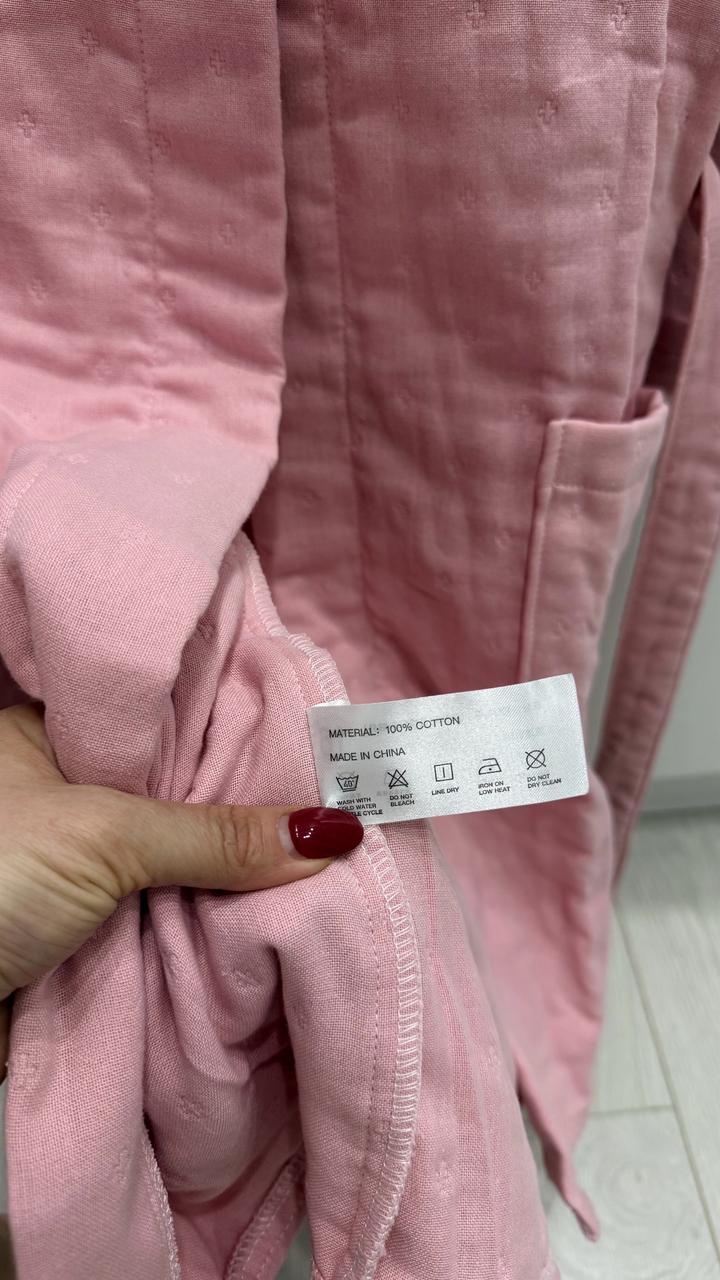 MATERIAL: 100% COTTON
MADE IN CHINA
40°
WASH WITH
COLD WATER
CYCLE
DO NOT
BLEACH
LINE DRY
IRON ON
LOW HEAT
DO NOT
DRY CLEAN